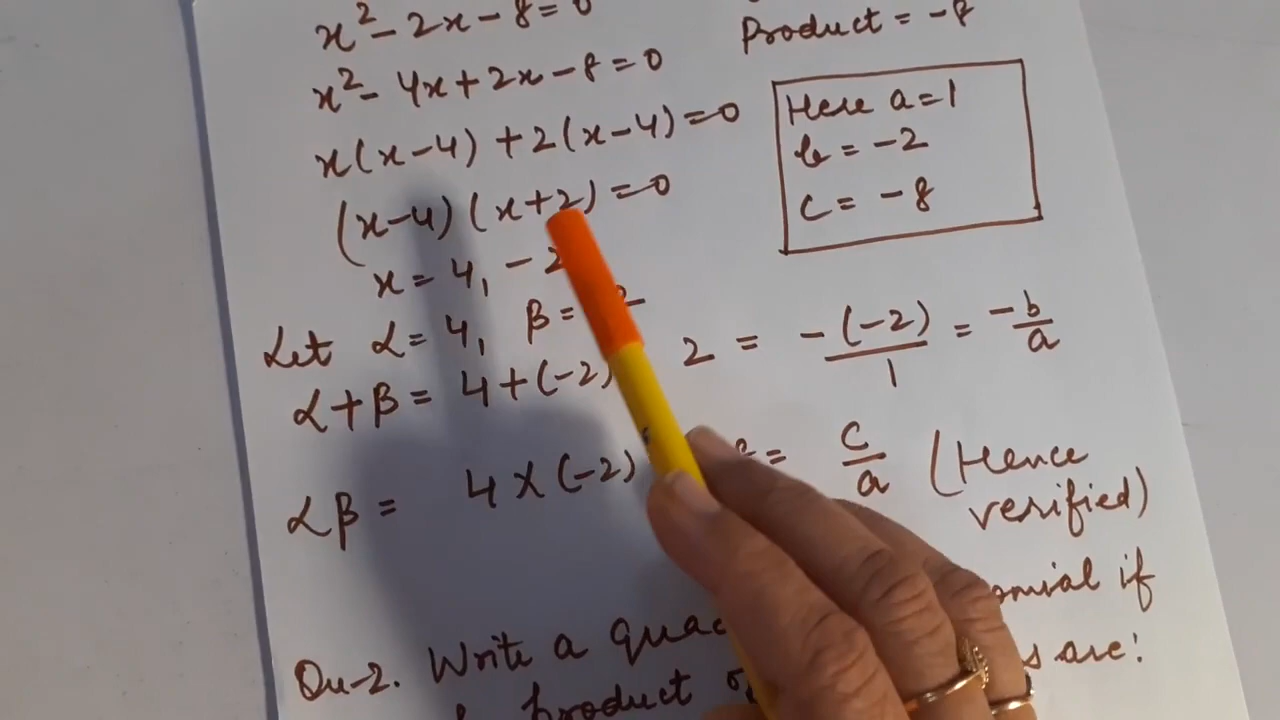 x² - 2x - 8 = 0
Product = -8
x² - 4x + 2x - 8 = 0
x(x-4) + 2(x-4) = 0
(x-4) (x+2) = 0
x = 4, -2
Here a = 1
b = -2
c = -8
Let α = 4, β =
α+β = 4+(-2) 2 = -(-2)/1 = -b/a
αβ = 4 × (-2) = c/a (Hence
verified)
Qu-2. Write a if
product are: